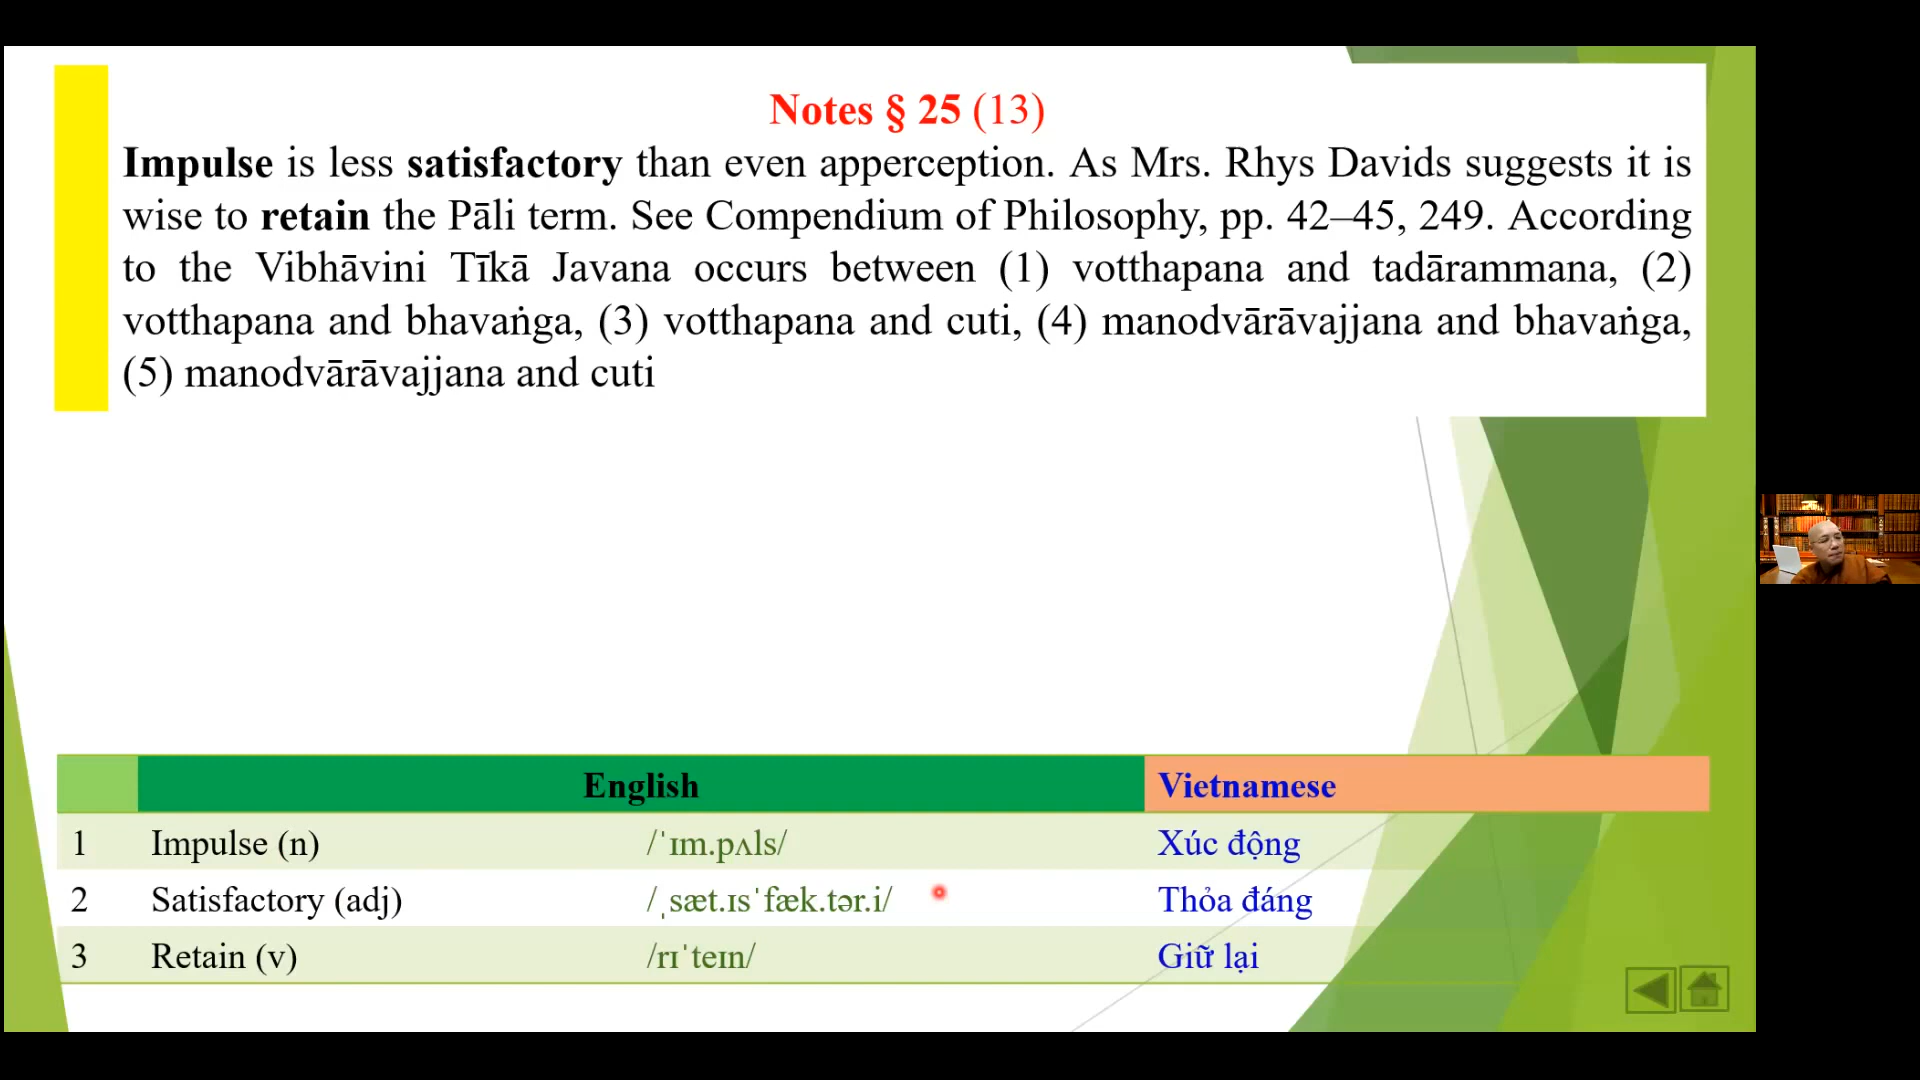 Notes § 25 (13)
Impulse is less satisfactory than even apperception. As Mrs. Rhys Davids suggests it is
wise to retain the Pāli term. See Compendium of Philosophy, pp. 42–45, 249. According
to the Vibhāvini Tīkā Javana occurs between (1) votthapana and tadārammana, (2)
votthapana and bhavaṅga, (3) votthapana and cuti, (4) manodvārāvajjana and bhavaṅga,
(5) manodvārāvajjana and cuti
English Vietnamese
1 Impulse (n) /ˈɪm.pʌls/ Xúc động
2 Satisfactory (adj) /ˌsæt.ɪsˈfæk.tər.i/ Thỏa đáng
3 Retain (v) /rɪˈteɪn/ Giữ lại